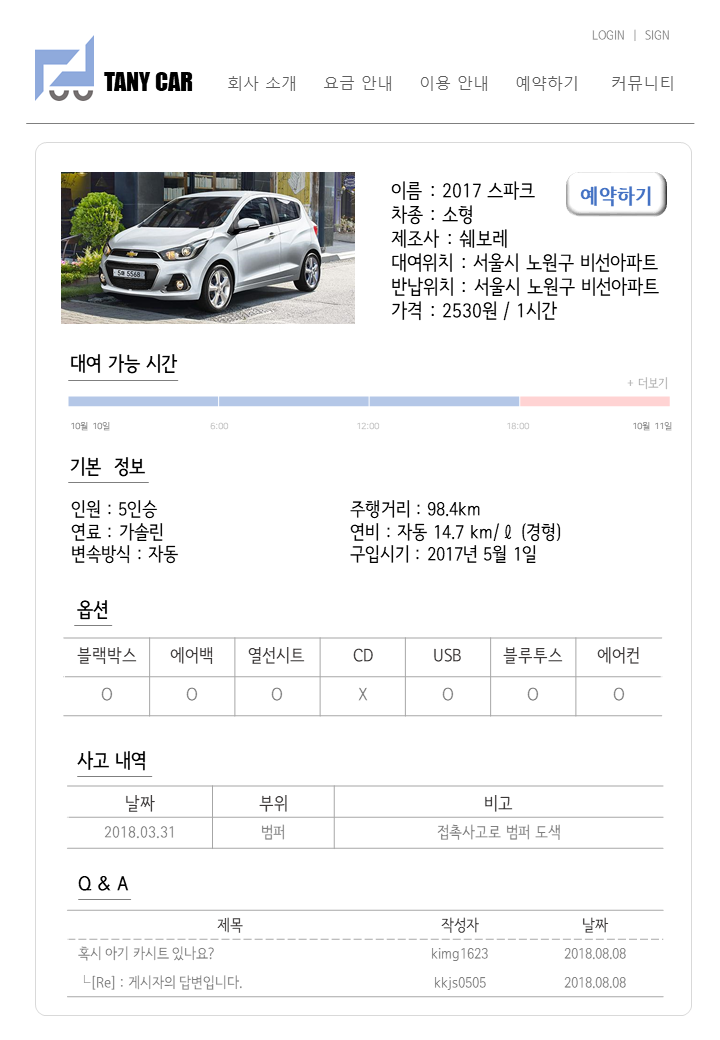 LOGIN | SIGN
TANY CAR 회사 소개 요금 안내 이용 안내 예약하기 커뮤니티
이름 : 2017 스파크
예약하기
차종 : 소형
제조사 : 쉐보레
대여위치 : 서울시 노원구 비선아파트
반납위치 : 서울시 노원구 비선아파트
가격 : 2530원 / 1시간
5568
대여 가능 시간
+ 더보기
10월 10일 6:00 12:00 18:00 10월 11일
기본 정보
인원 : 5인승 주행거리 : 98.4km
연료 : 가솔린 연비 : 자동 14.7 km/ℓ (경형)
변속방식 : 자동 구입시기 : 2017년 5월 1일
옵션
블랙박스 에어백 열선시트 CD USB 블루투스 에어컨
O O O X O O O
사고 내역
날짜 부위 비고
2018.03.31 범퍼 접촉사고로 범퍼 도색
Q & A
제목 작성자 날짜
혹시 아기 카시트 있나요? kimg1623 2018.08.08
└[Re] : 게시자의 답변입니다. kkjs0505 2018.08.08